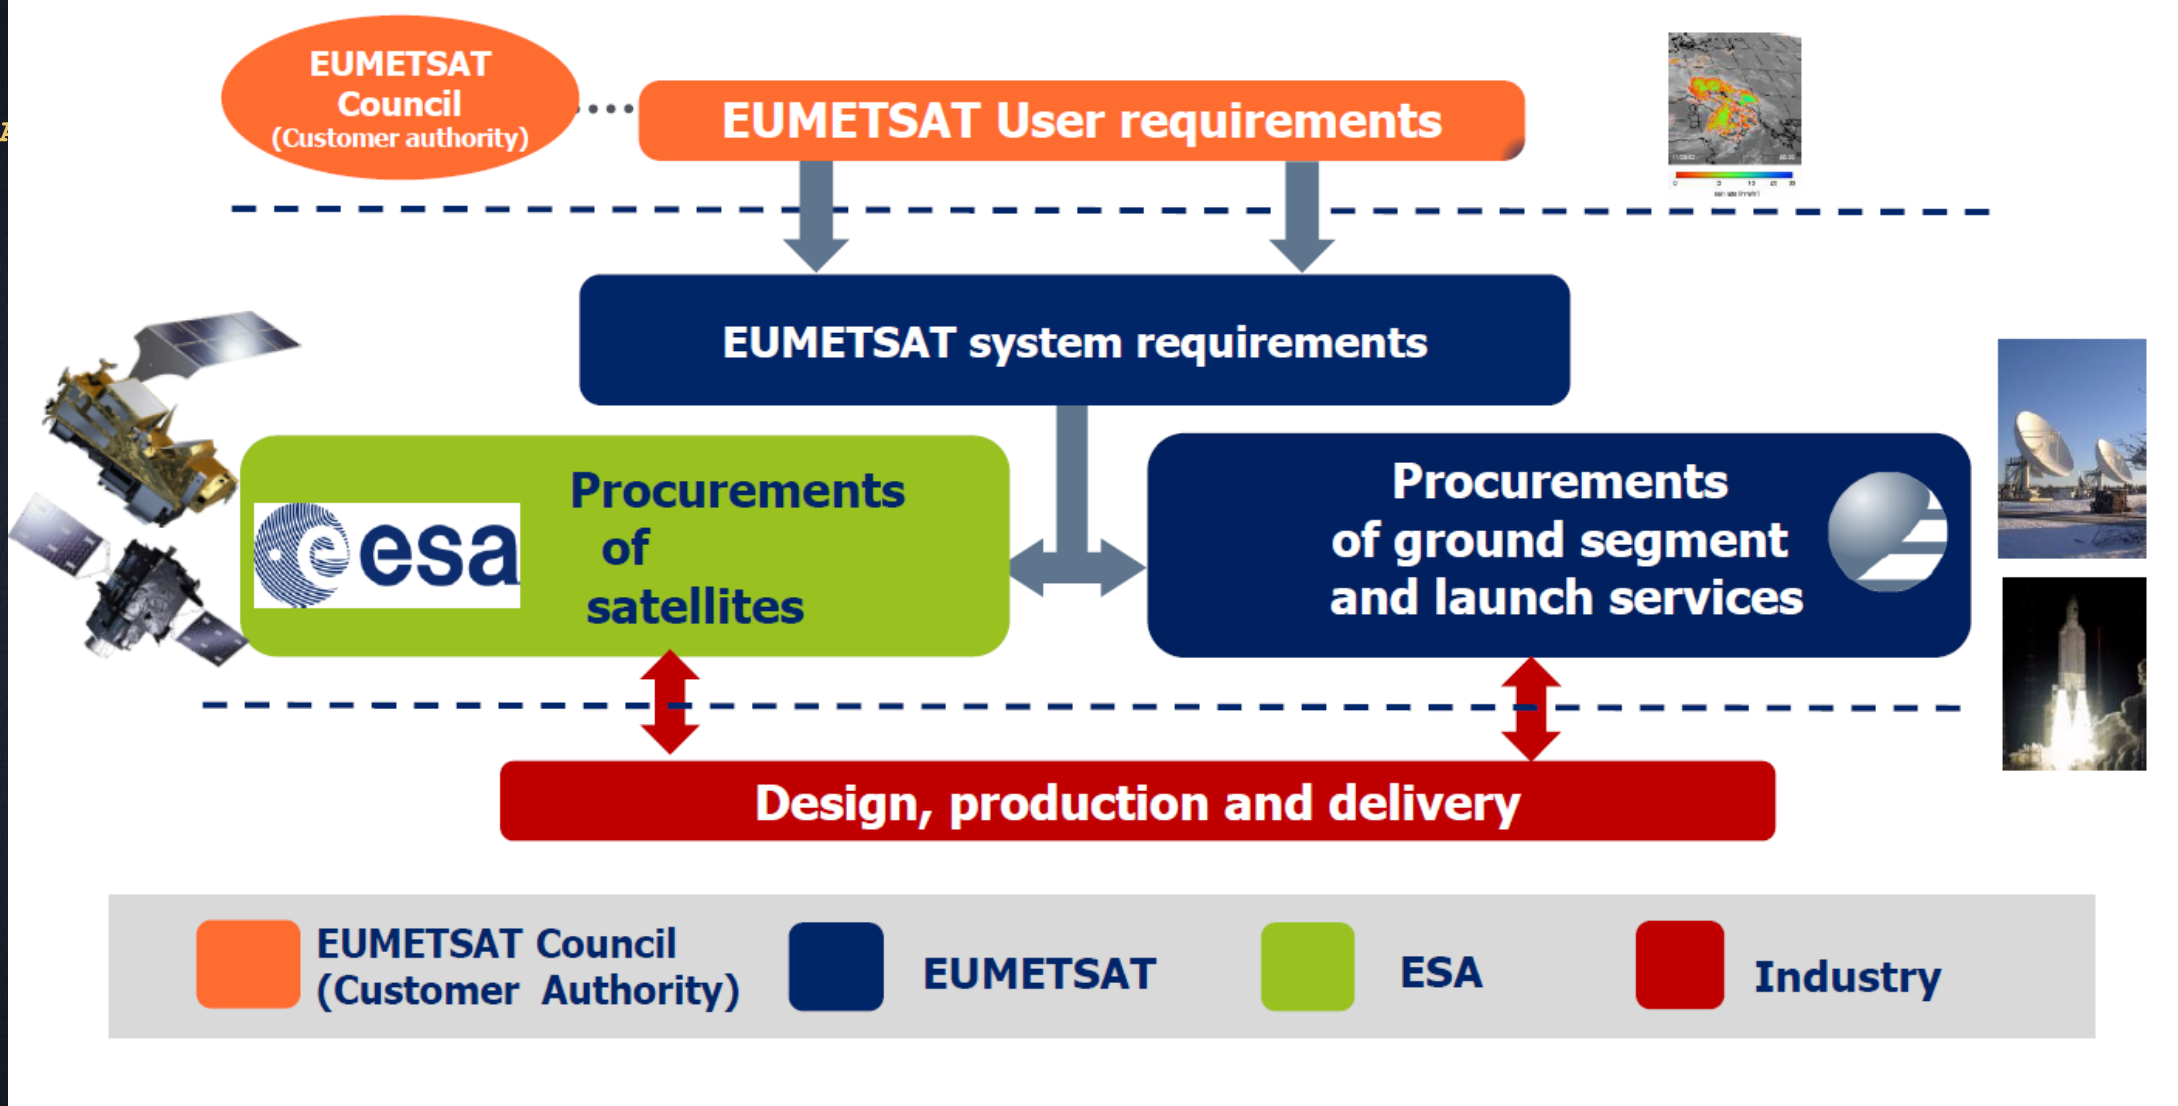 EUMETSAT
Council
(Customer authority)
EUMETSAT User requirements
EUMETSAT system requirements
esa
Procurements
of
satellites
Procurements
of ground segment
and launch services
Design, production and delivery
EUMETSAT Council
(Customer Authority)
EUMETSAT
ESA
Industry